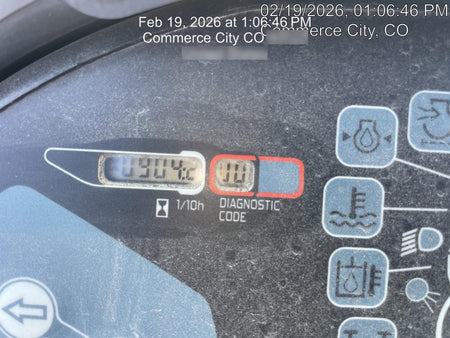 Feb 19, 2026 at 1:06:46 PM
Commerce City CO
02/19/2026, 01:06:46 PM
Commerce City, CO
1/10h
DIAGNOSTIC
CODE